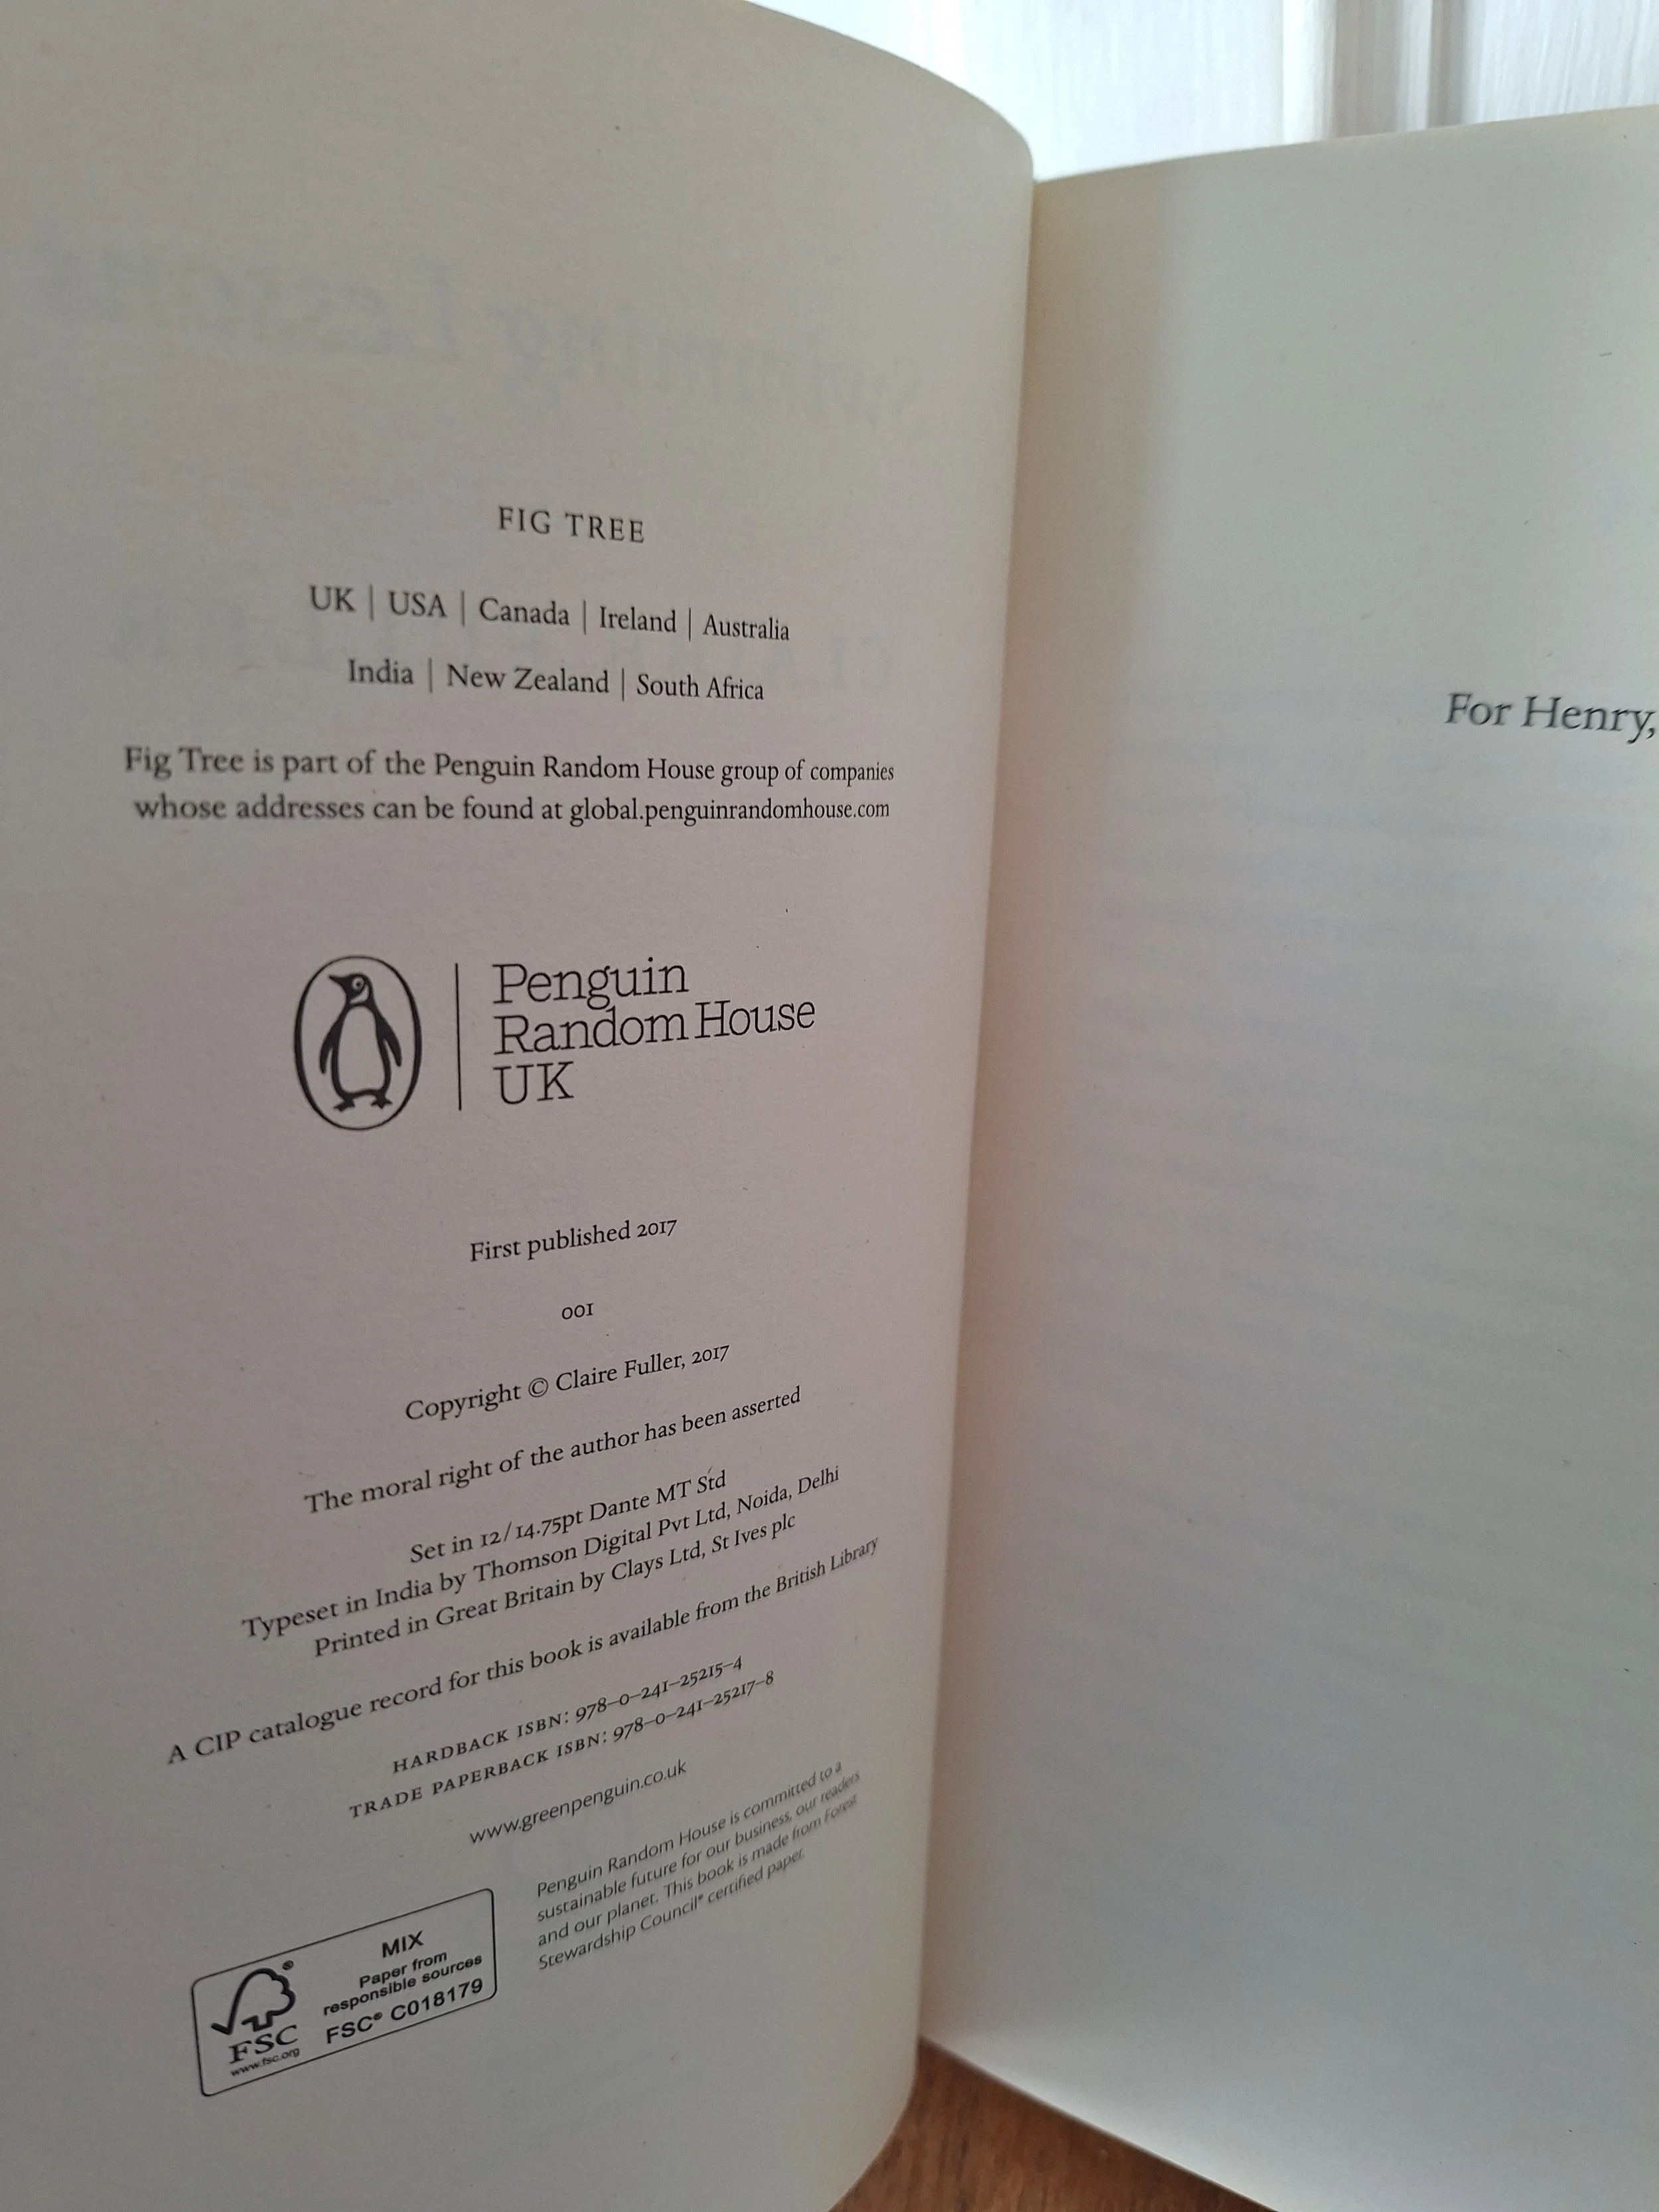 FIG TREE
UK | USA | Canada | Ireland | Australia
India | New Zealand | South Africa
Fig Tree is part of the Penguin Random House group of companies
whose addresses can be found at global.penguinrandomhouse.com
Penguin
Random House
UK
First published 2017
001
Copyright © Claire Fuller, 2017
The moral right of the author has been asserted
Set in 12/14.75pt Dante MT Std
Typeset in India by Thomson Digital Pvt Ltd, Noida, Delhi
Printed in Great Britain by Clays Ltd, St Ives plc
A CIP catalogue record for this book is available from the British Library
HARDBACK ISBN: 978–0–241–25215–4
TRADE PAPERBACK ISBN: 978–0–241–25217–8
www.greenpenguin.co.uk
MIX
Paper from
responsible sources
FSC® C018179
FSC
www.fsc.org
Penguin Random House is committed to a
sustainable future for our business, our readers
and our planet. This book is made from Forest
Stewardship Council® certified paper.
For Henry,